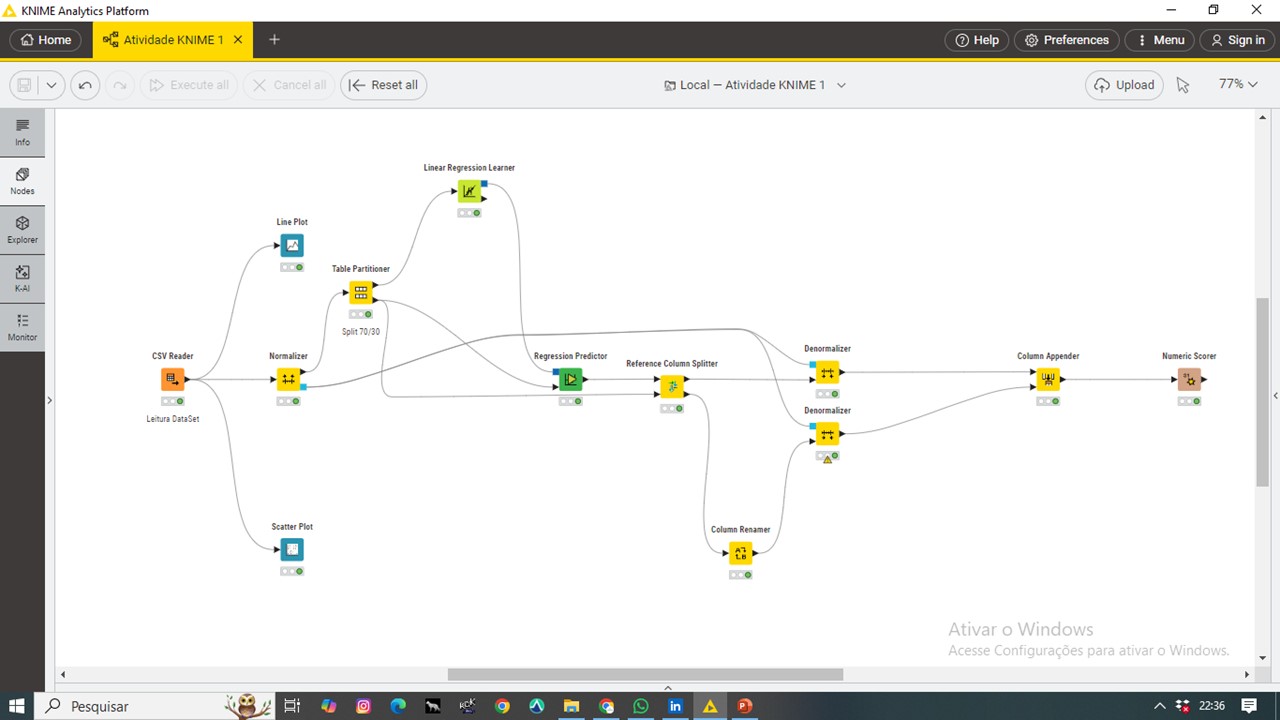 KNIME Analytics Platform
Home
Atividade KNIME 1
Help
Preferences
Menu
Sign in
Execute all
Cancel all
Reset all
Local — Atividade KNIME 1
Upload
77%
Info
Nodes
Explorer
K-AI
Monitor
Linear Regression Learner
Line Plot
Table Partitioner
Split 70/30
CSV Reader
Leitura DataSet
Normalizer
Regression Predictor
Reference Column Splitter
Denormalizer
Denormalizer
Column Appender
Numeric Scorer
Scatter Plot
Column Renamer
Ativar o Windows
Acesse Configurações para ativar o Windows.
Pesquisar
22:36